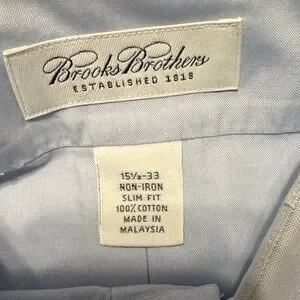 Brooks Brothers
ESTABLISHED 1818
15½-33
NON-IRON
SLIM FIT
100% COTTON
MADE IN
MALAYSIA